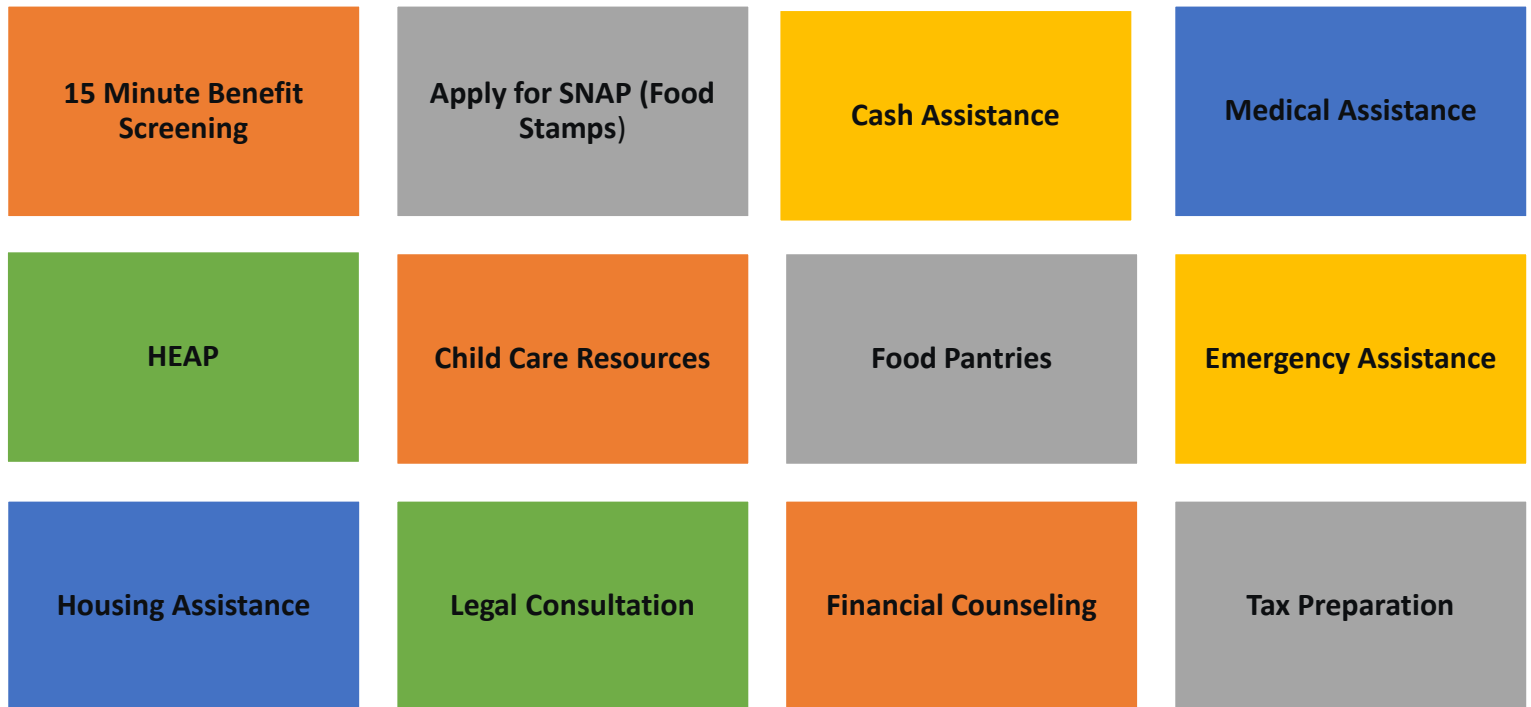 15 Minute Benefit
Screening
Apply for SNAP (Food
Stamps)
Cash Assistance
Medical Assistance
HEAP
Child Care Resources
Food Pantries
Emergency Assistance
Housing Assistance
Legal Consultation
Financial Counseling
Tax Preparation